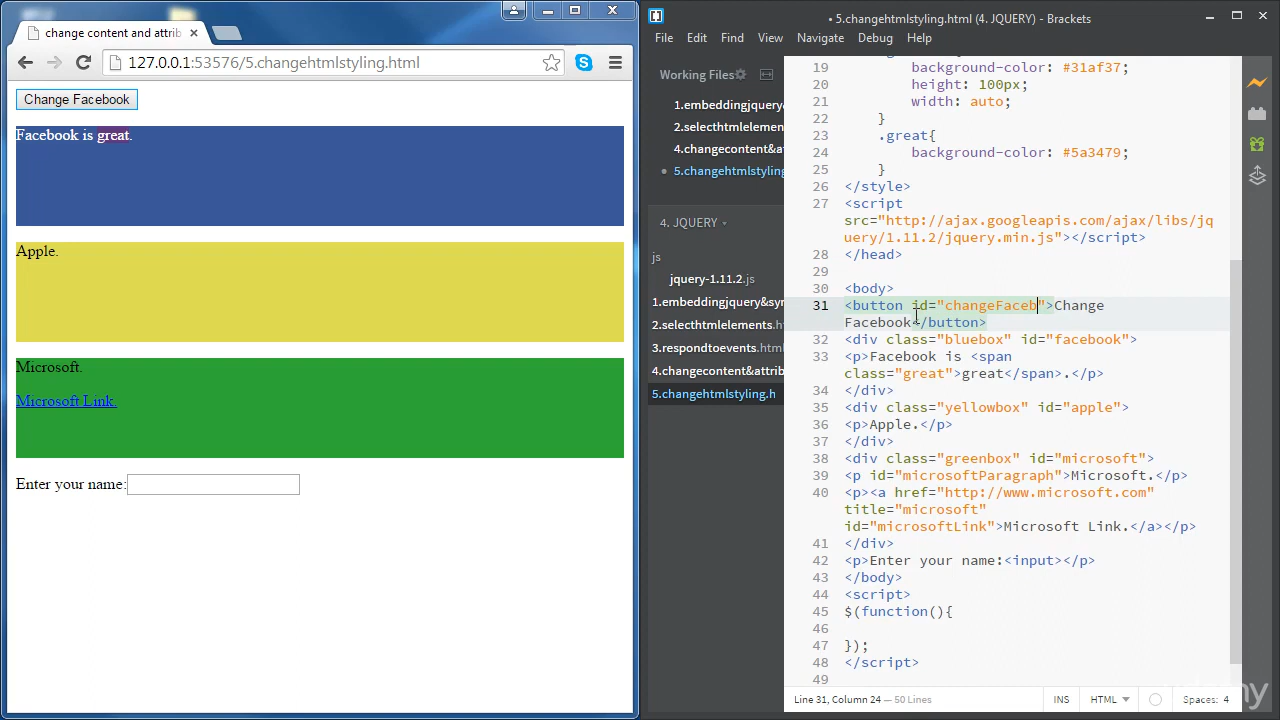 change content and attrib
127.0.0.1:53576/5.changehtmlstyling.html
Change Facebook
Facebook is great.
Apple.
Microsoft.
Microsoft Link.
Enter your name:
• 5.changehtmlstyling.html (4. JQUERY) - Brackets
File Edit Find View Navigate Debug Help
Working Files
1.embeddingjquery&
2.selecthtmlelemen
4.changecontent&at
• 5.changehtmlstyling
4. JQUERY
js
jquery-1.11.2.js
1.embeddingjquery&syn
2.selecthtmlelements.h
3.respondtoevents.html
4.changecontent&attrib
5.changehtmlstyling.h
19 background-color: #31af37;
20 height: 100px;
21 width: auto;
22 }
23 .great{
24 background-color: #5a3479;
25 }
26 </style>
27 <script
src="http://ajax.googleapis.com/ajax/libs/jq
uery/1.11.2/jquery.min.js"></script>
28 </head>
29
30 <body>
31 <button id="changeFaceb">Change
Facebook</button>
32 <div class="bluebox" id="facebook">
33 <p>Facebook is <span
class="great">great</span>.</p>
34 </div>
35 <div class="yellowbox" id="apple">
36 <p>Apple.</p>
37 </div>
38 <div class="greenbox" id="microsoft">
39 <p id="microsoftParagraph">Microsoft.</p>
40 <p><a href="http://www.microsoft.com"
title="microsoft"
id="microsoftLink">Microsoft Link.</a></p>
41 </div>
42 <p>Enter your name:<input></p>
43 </body>
44 <script>
45 $(function(){
46
47 });
48 </script>
49
Line 31, Column 24 — 50 Lines
INS HTML Spaces: 4